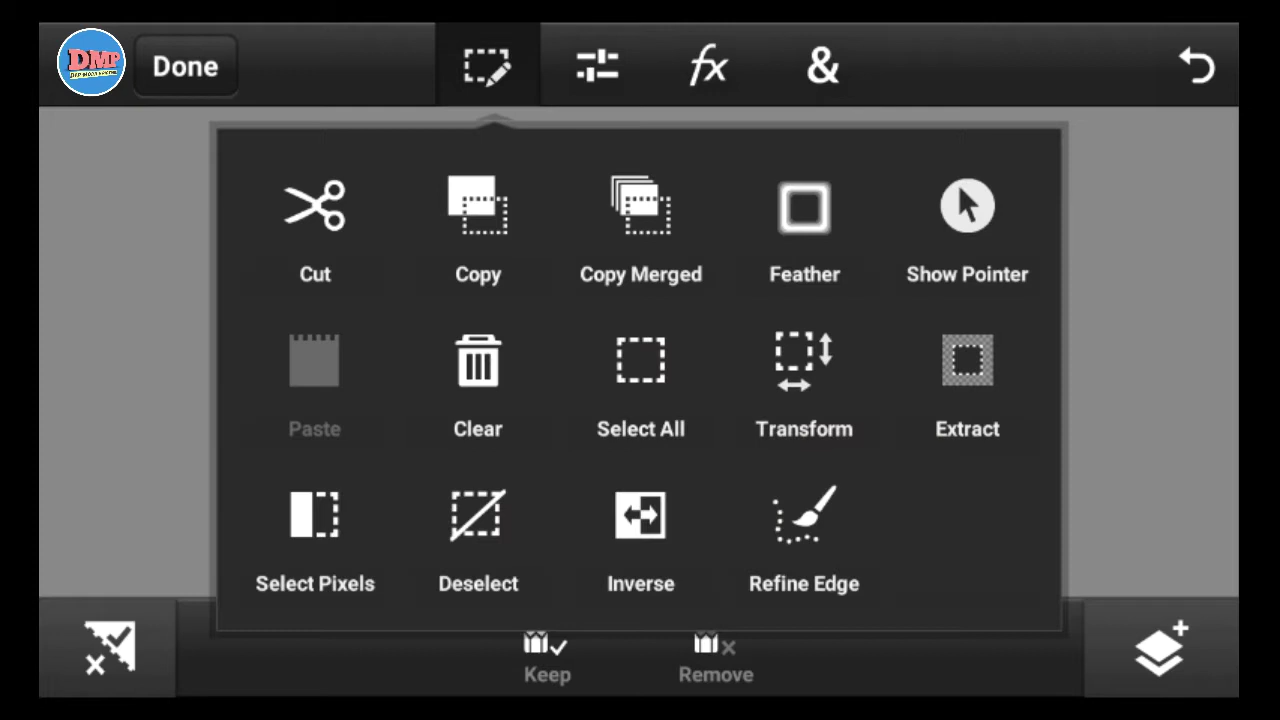 DMP
Done
fx
&
Cut
Copy
Copy Merged
Feather
Show Pointer
Paste
Clear
Select All
Transform
Extract
Select Pixels
Deselect
Inverse
Refine Edge
Keep
Remove